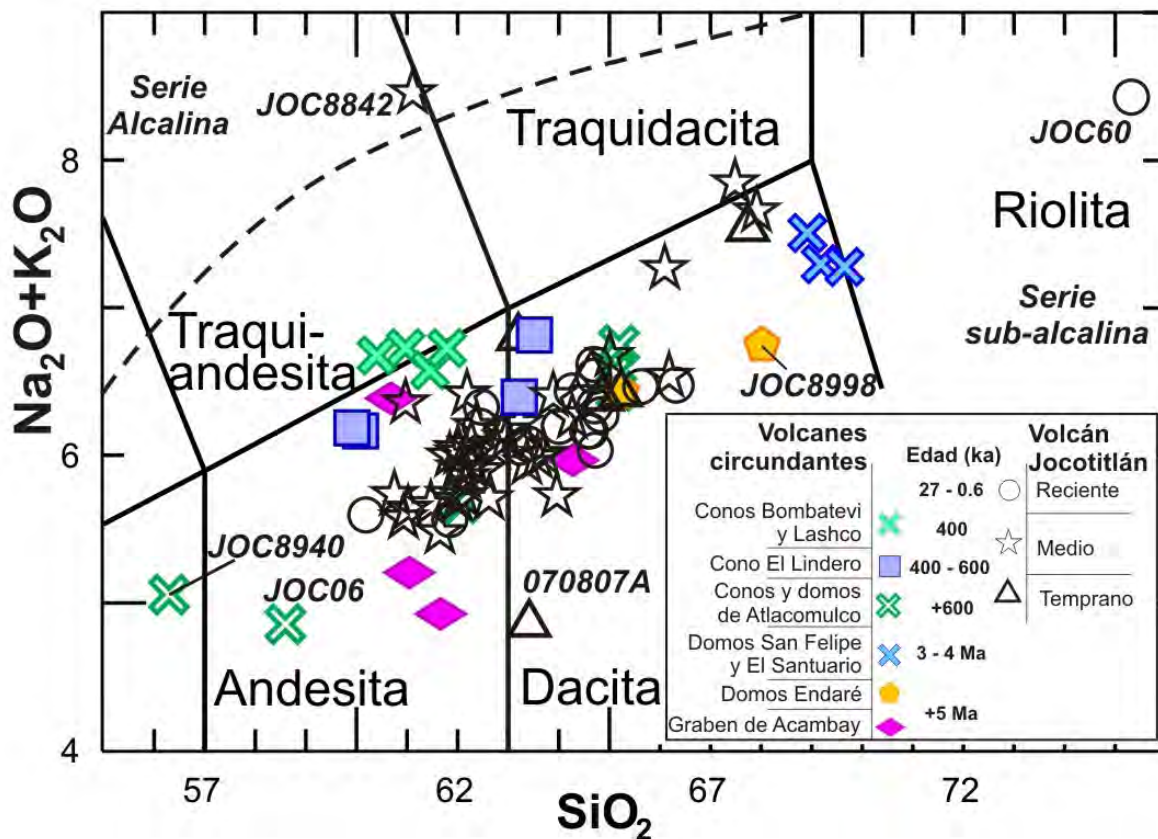 Serie
Alcalina
JOC8842
Traquidacita
JOC60
Riolita
Serie
sub-alcalina
Traqui-
andesita
JOC8998
JOC8940
JOC06
070807A
Andesita
Dacita
Na₂O+K₂O
8
6
4
57
62
67
72
SiO₂
Volcanes
circundantes
Edad (ka)
Volcán
Jocotitlán
27 - 0.6
Reciente
Conos Bombatevi
y Lashco
400
Medio
Cono El Lindero
400 - 600
Conos y domos
de Atlacomulco
+600
Temprano
Domos San Felipe
y El Santuario
3 - 4 Ma
Domos Endaré
+5 Ma
Graben de Acambay